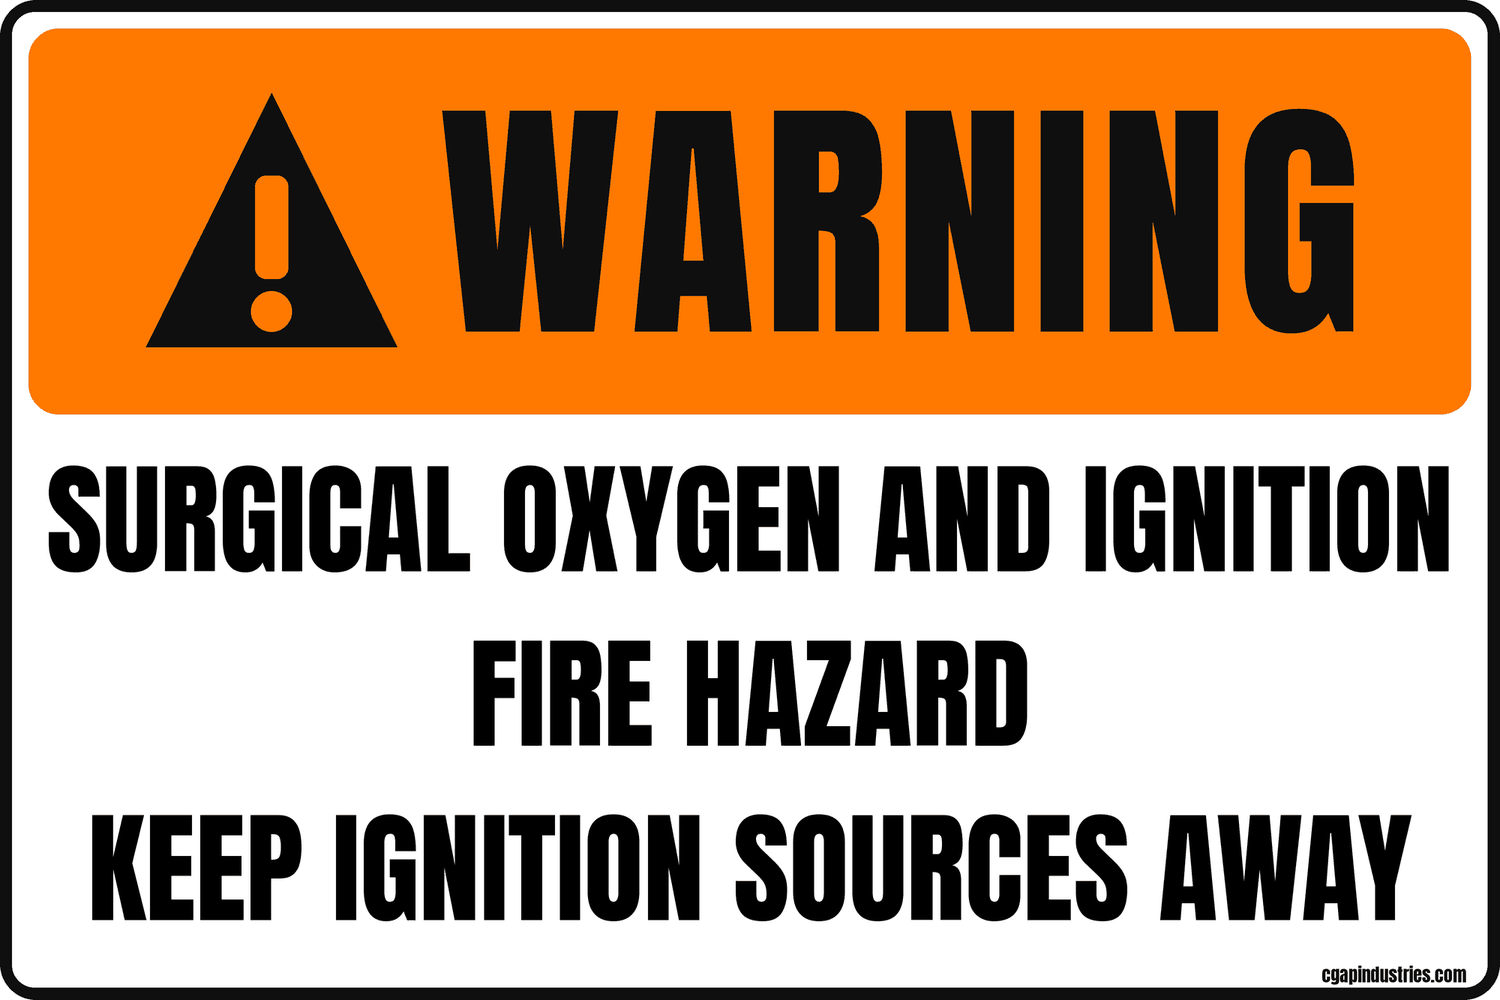 WARNING
SURGICAL OXYGEN AND IGNITION
FIRE HAZARD
KEEP IGNITION SOURCES AWAY
cgapindustries.com